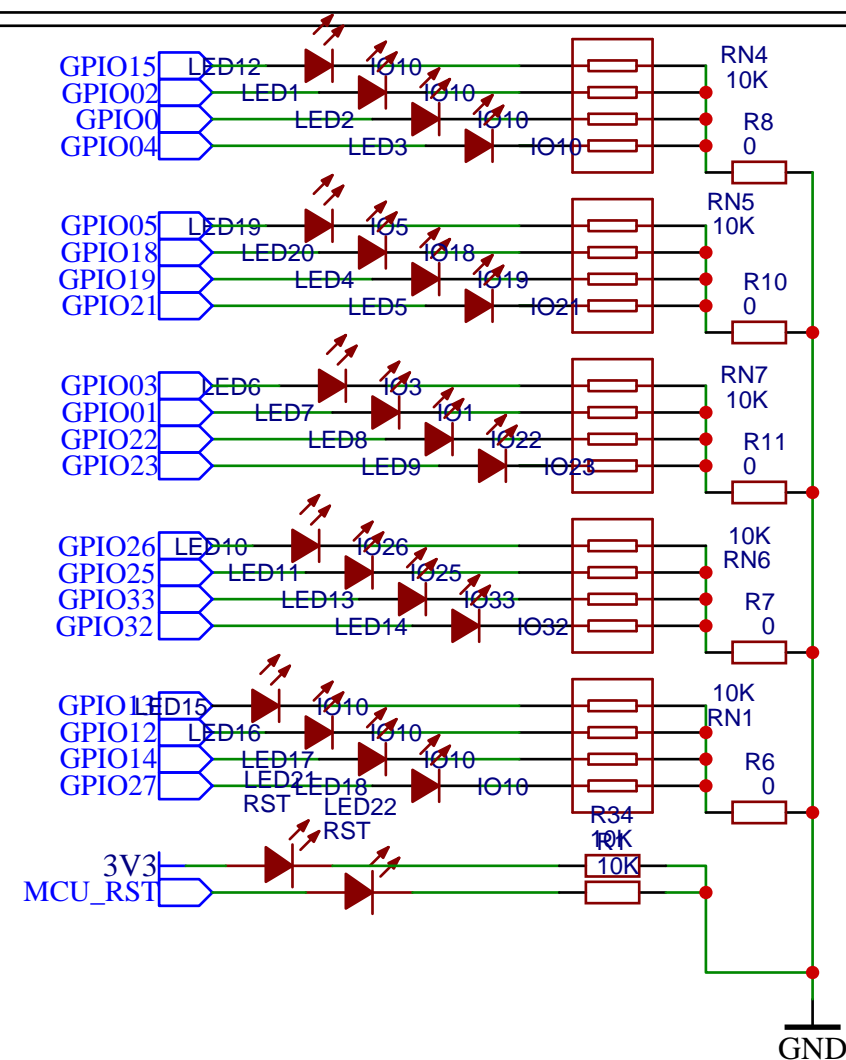 GPIO15 LED12 IO10 RN4
10K
GPIO02 LED1 IO10
GPIO0 LED2 IO10 R8
GPIO04 LED3 IO10 0
GPIO05 LED19 IO5 RN5
10K
GPIO18 LED20 IO18
GPIO19 LED4 IO19 R10
GPIO21 LED5 IO21 0
GPIO03 LED6 IO3 RN7
10K
GPIO01 LED7 IO1
GPIO22 LED8 IO22 R11
GPIO23 LED9 IO23 0
GPIO26 LED10 IO26 10K
RN6
GPIO25 LED11 IO25
GPIO33 LED13 IO33 R7
GPIO32 LED14 IO32 0
GPIO13 LED15 IO10 10K
RN1
GPIO12 LED16 IO10
GPIO14 LED17 IO10 R6
GPIO27 LED18 IO10 0
LED21
RST
LED22
RST
R34
10K
R1
10K
3V3
MCU_RST
GND